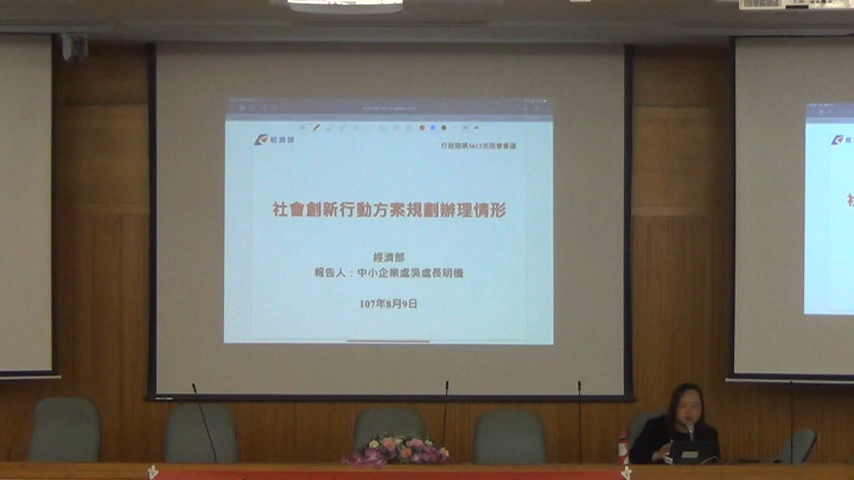 經濟部
行政院第3612次院會會議
社會創新行動方案規劃辦理情形
經濟部
報告人：中小企業處吳處長明機
107年8月9日